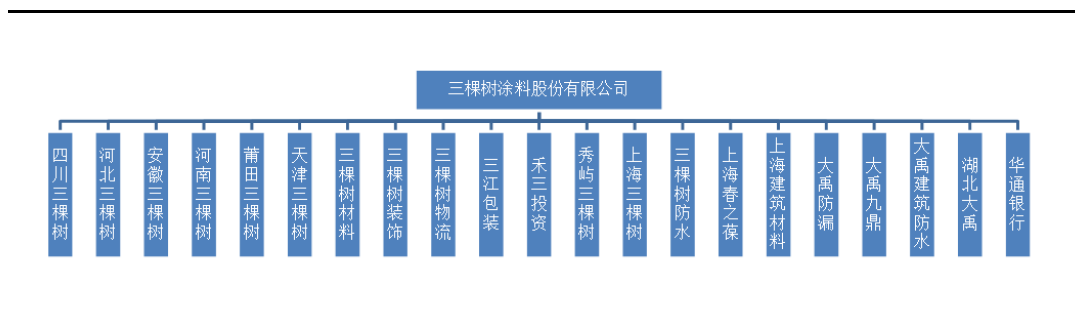 三棵树涂料股份有限公司
四川三棵树
河北三棵树
安徽三棵树
河南三棵树
莆田三棵树
天津三棵树
三棵树材料
三棵树装饰
三棵树物流
三江包装
禾三投资
秀屿三棵树
上海三棵树
三棵树防水
上海春之葆
上海建筑材料
大禹防漏
大禹九鼎
大禹建筑防水
湖北大禹
华通银行